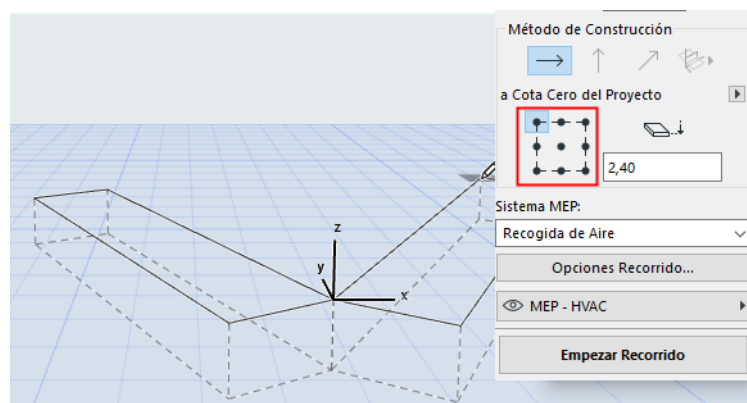 Método de Construcción
a Cota Cero del Proyecto
2,40
Sistema MEP:
Recogida de Aire
Opciones Recorrido...
MEP - HVAC
Empezar Recorrido
z
y
x